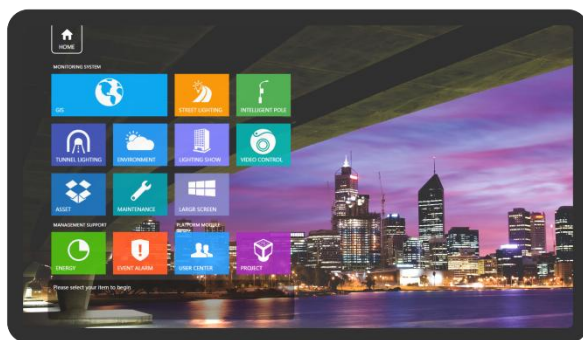 HOME
MONITORING SYSTEM
GIS
STREET LIGHTING
INTELLIGENT POLE
TUNNEL LIGHTING
ENVIRONMENT
LIGHTING SHOW
VIDEO CONTROL
ASSET
MAINTENANCE
LARGR SCREEN
MANAGEMENT SUPPORT
PLATFORM MODULE
ENERGY
EVENT ALARM
USER CENTER
PROJECT
Please select your item to begin